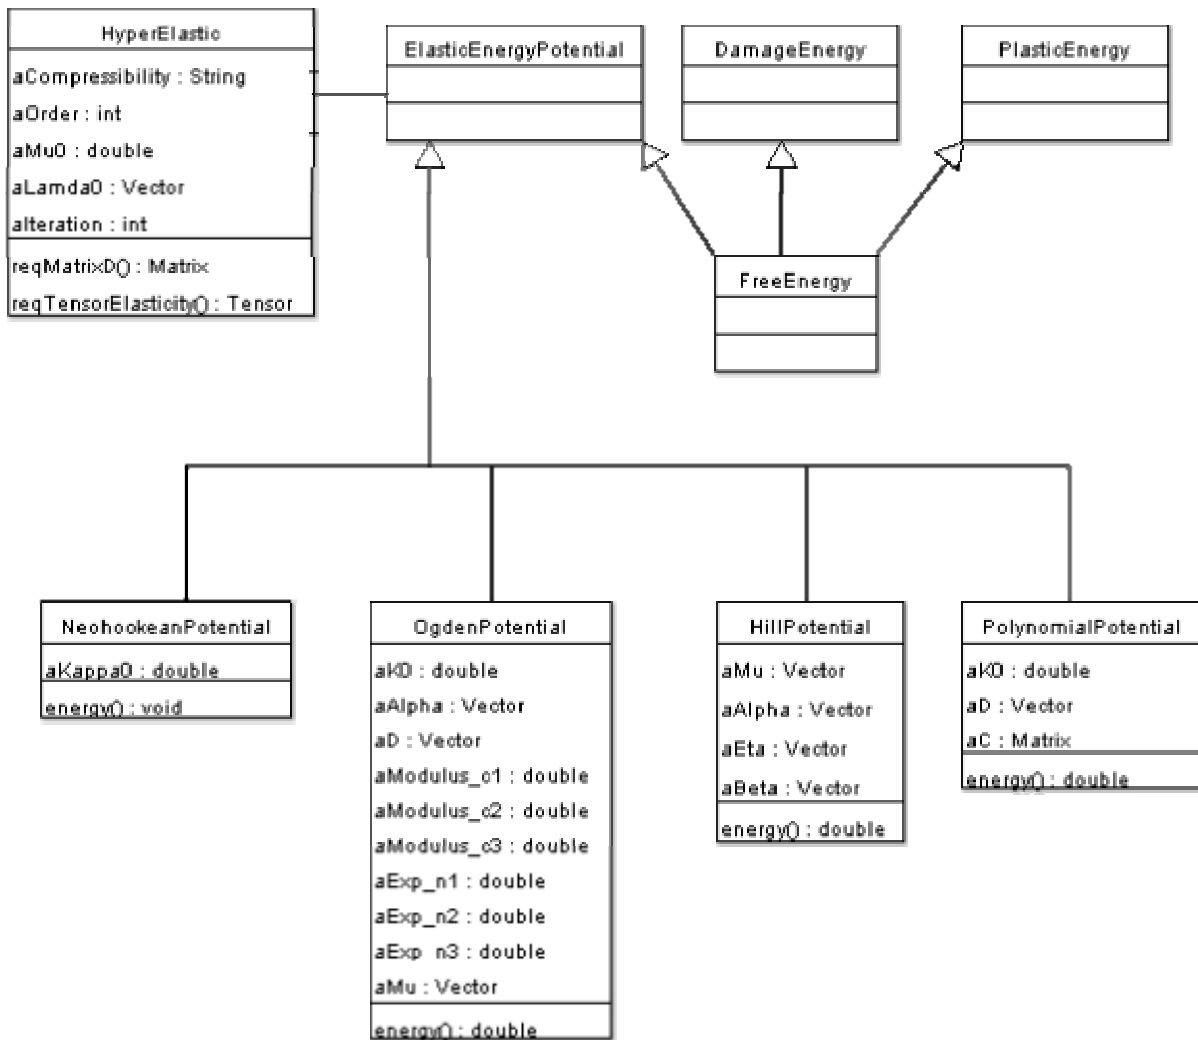 HyperElastic
aCompressibility : String
aOrder : int
aMu0 : double
aLamda0 : Vector
aIteration : int
reqMatrixD() : Matrix
reqTensorElasticity() : Tensor
ElasticEnergyPotential
DamageEnergy
PlasticEnergy
FreeEnergy
NeohookeanPotential
aKappa0 : double
energy() : void
OgdenPotential
aK0 : double
aAlpha : Vector
aD : Vector
aModulus_c1 : double
aModulus_c2 : double
aModulus_c3 : double
aExp_n1 : double
aExp_n2 : double
aExp_n3 : double
aMu : Vector
energy() : double
HillPotential
aMu : Vector
aAlpha : Vector
aEta : Vector
aBeta : Vector
energy() : double
PolynomialPotential
aK0 : double
aD : Vector
aC : Matrix
energy() : double